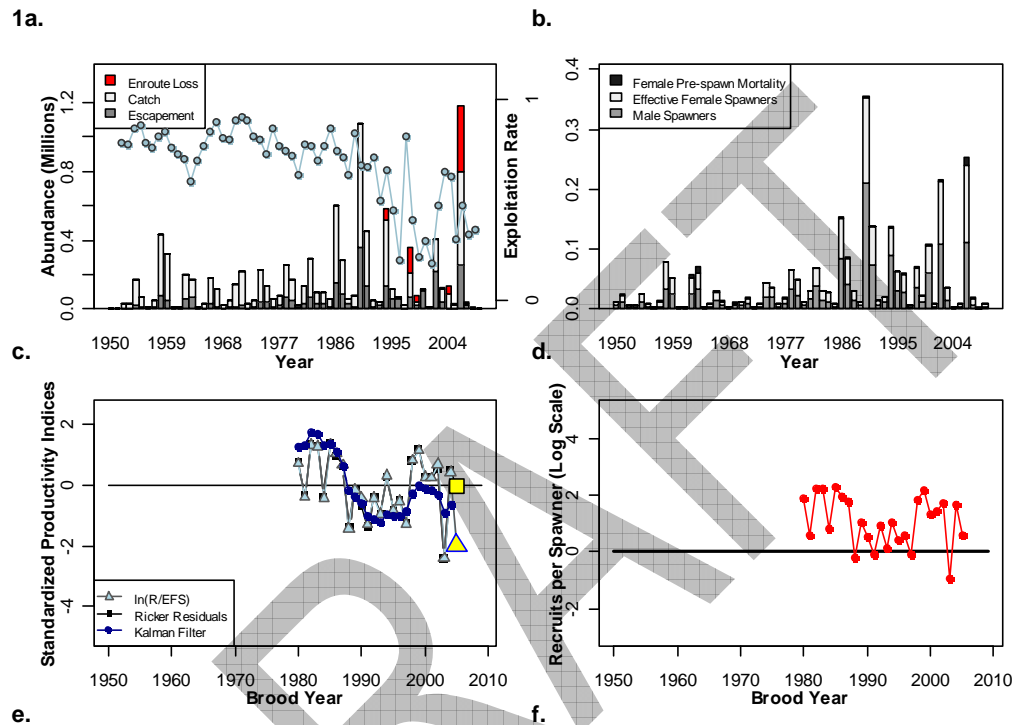 1a.
b.
Enroute Loss
Catch
Escapement
Abundance (Millions)
0.0 0.4 0.8 1.2
Exploitation Rate
0 1
1950 1959 1968 1977 1986 1995 2004
Year
Female Pre-spawn Mortality
Effective Female Spawners
Male Spawners
0.0 0.1 0.2 0.3 0.4
1950 1959 1968 1977 1986 1995 2004
Year
c.
d.
Standardized Productivity Indices
-4 -2 0 2
ln(R/EFS)
Ricker Residuals
Kalman Filter
1950 1960 1970 1980 1990 2000 2010
Brood Year
Recruits per Spawner (Log Scale)
-2 0 2 4
1950 1960 1970 1980 1990 2000 2010
Brood Year
e.
f.
DRAFT